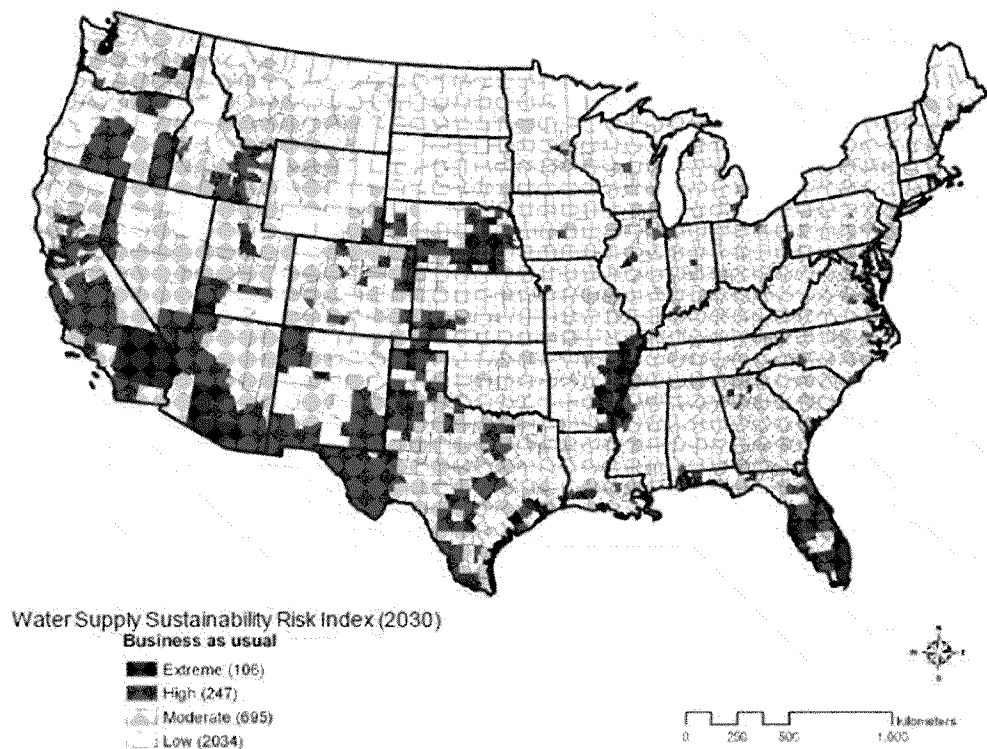 Water Supply Sustainability Risk Index (2030)
Business as usual
Extreme (106)
High (247)
Moderate (695)
Low (2034)
kilometers
0 250 500 1,000